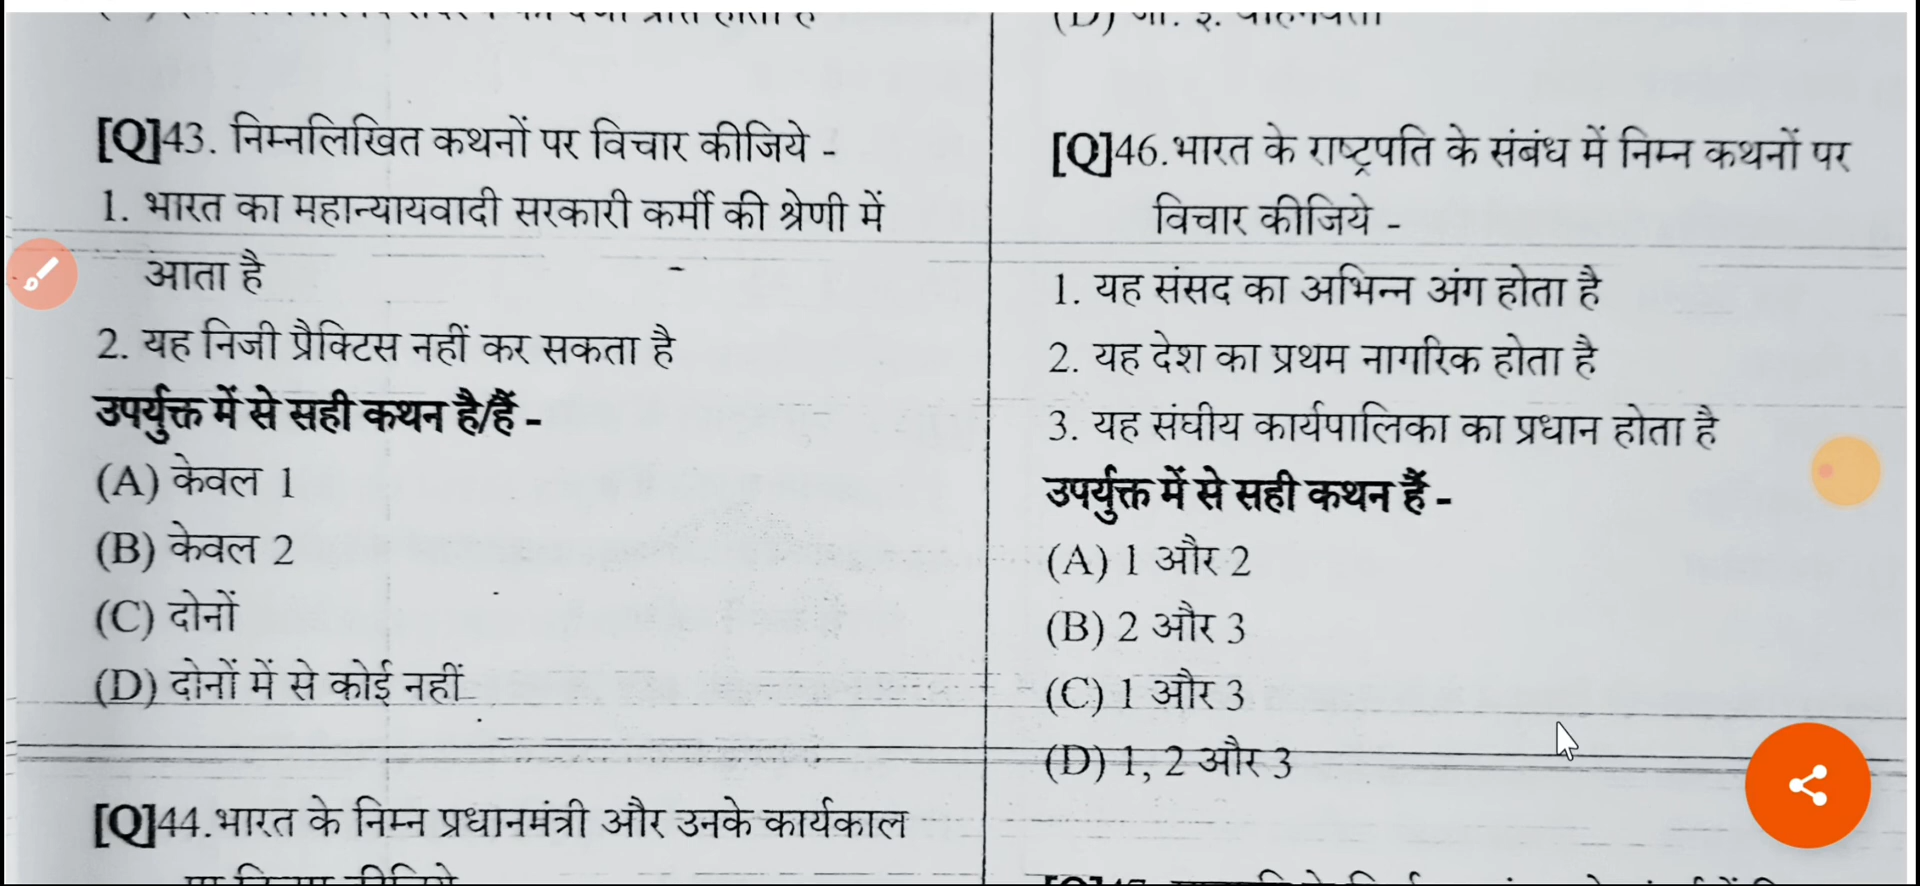 [Q]43. निम्नलिखित कथनों पर विचार कीजिये -
1. भारत का महान्यायवादी सरकारी कर्मी की श्रेणी में
आता है
2. यह निजी प्रैक्टिस नहीं कर सकता है
उपर्युक्त में से सही कथन है/हैं -
(A) केवल 1
(B) केवल 2
(C) दोनों
(D) दोनों में से कोई नहीं
[Q]44.भारत के निम्न प्रधानमंत्री और उनके कार्यकाल
[Q]46.भारत के राष्ट्रपति के संबंध में निम्न कथनों पर
विचार कीजिये -
1. यह संसद का अभिन्न अंग होता है
2. यह देश का प्रथम नागरिक होता है
3. यह संघीय कार्यपालिका का प्रधान होता है
उपर्युक्त में से सही कथन हैं -
(A) 1 और 2
(B) 2 और 3
(C) 1 और 3
(D) 1, 2 और 3